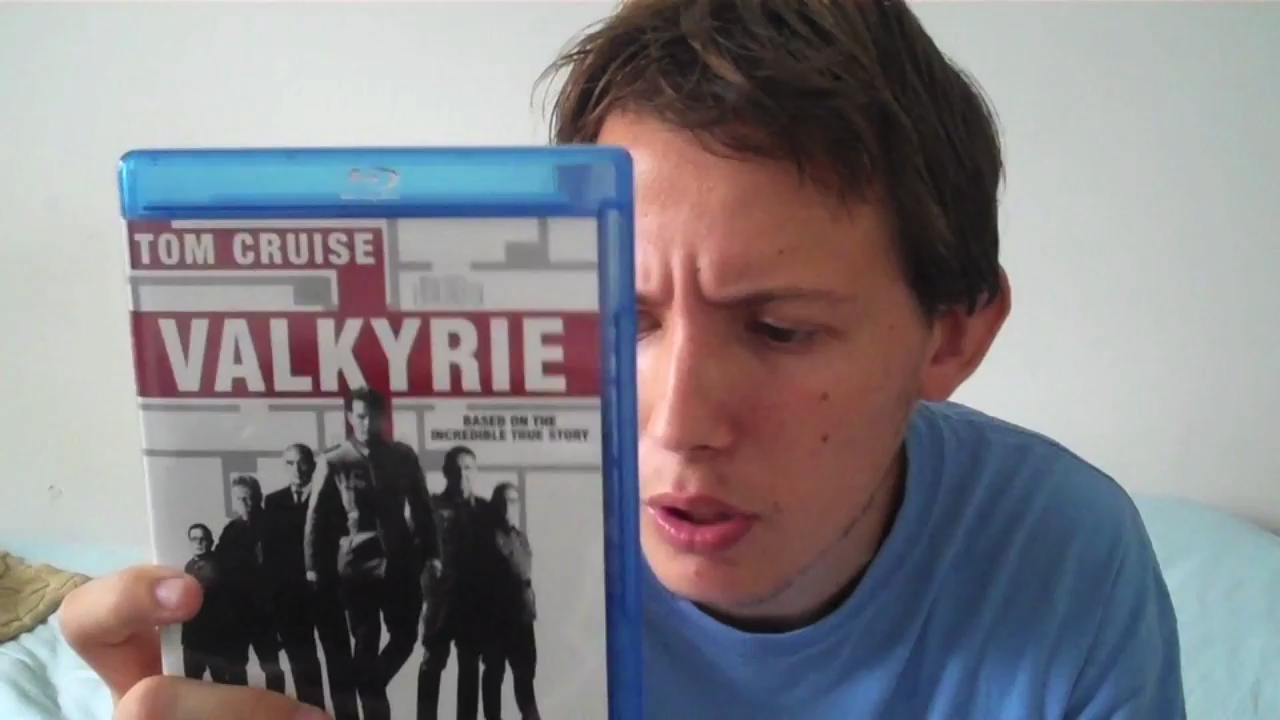 TOM CRUISE
VALKYRIE
BASED ON THE
INCREDIBLE TRUE STORY